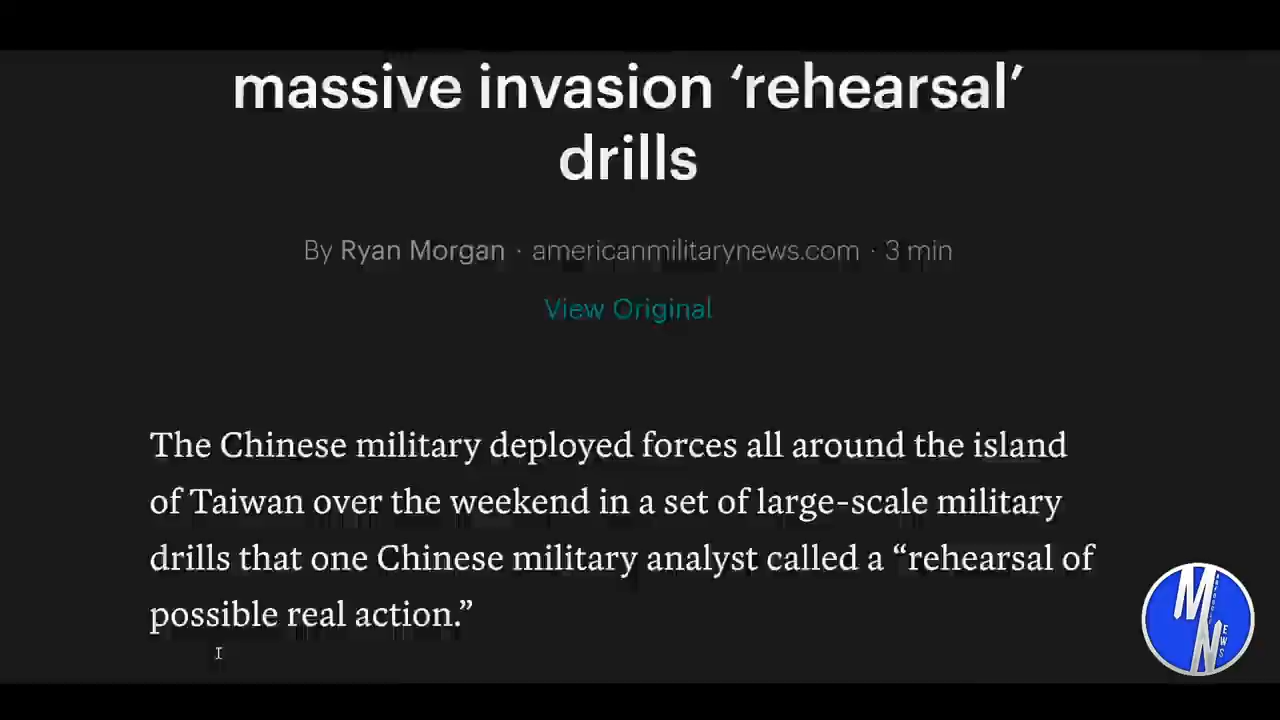 massive invasion ‘rehearsal’
drills
By Ryan Morgan · americanmilitarynews.com · 3 min
View Original
The Chinese military deployed forces all around the island
of Taiwan over the weekend in a set of large-scale military
drills that one Chinese military analyst called a “rehearsal of
possible real action.”
MN
EWS